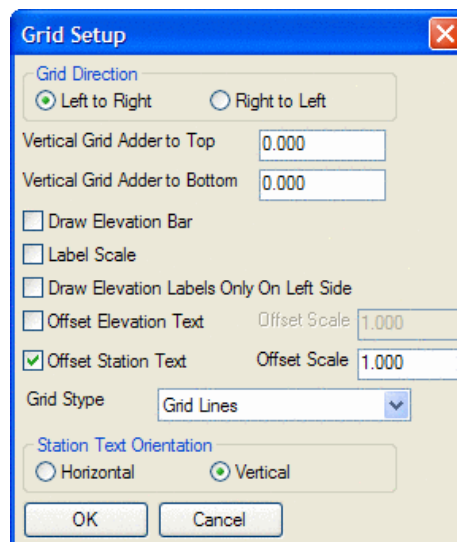 Grid Setup
Grid Direction
Left to Right Right to Left
Vertical Grid Adder to Top 0.000
Vertical Grid Adder to Bottom 0.000
Draw Elevation Bar
Label Scale
Draw Elevation Labels Only On Left Side
Offset Elevation Text Offset Scale 1.000
Offset Station Text Offset Scale 1.000
Grid Stype Grid Lines
Station Text Orientation
Horizontal Vertical
OK Cancel